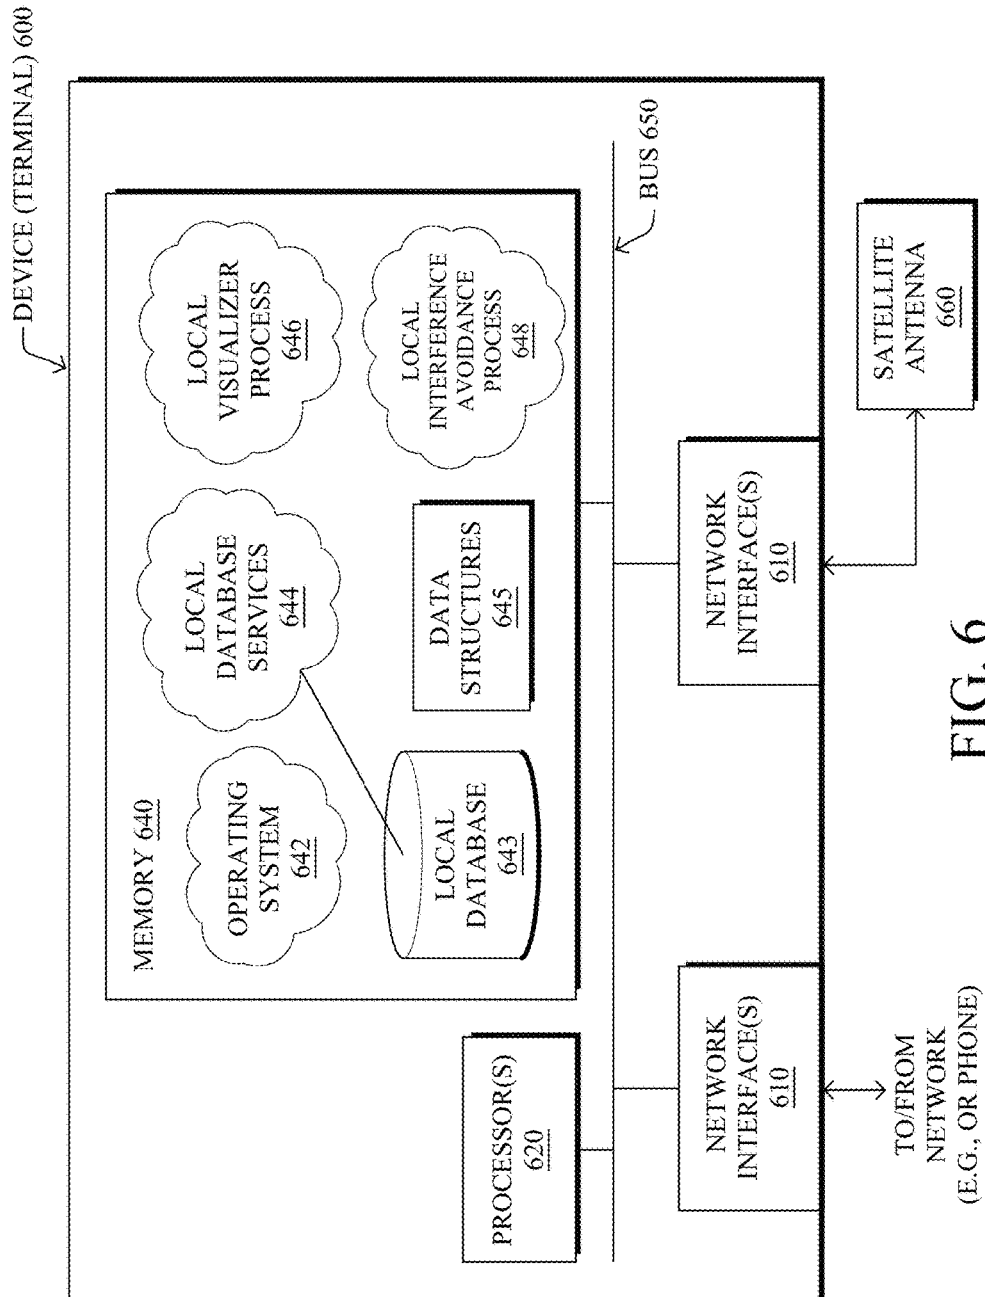 DEVICE (TERMINAL) 600
MEMORY 640
OPERATING
SYSTEM
642
LOCAL
DATABASE
SERVICES
644
LOCAL
VISUALIZER
PROCESS
646
LOCAL
DATABASE
643
DATA
STRUCTURES
645
LOCAL
INTERFERENCE
AVOIDANCE
PROCESS
648
PROCESSOR(S)
620
BUS 650
NETWORK
INTERFACE(S)
610
NETWORK
INTERFACE(S)
610
SATELLITE
ANTENNA
660
TO/FROM
NETWORK
(E.G., OR PHONE)
FIG. 6